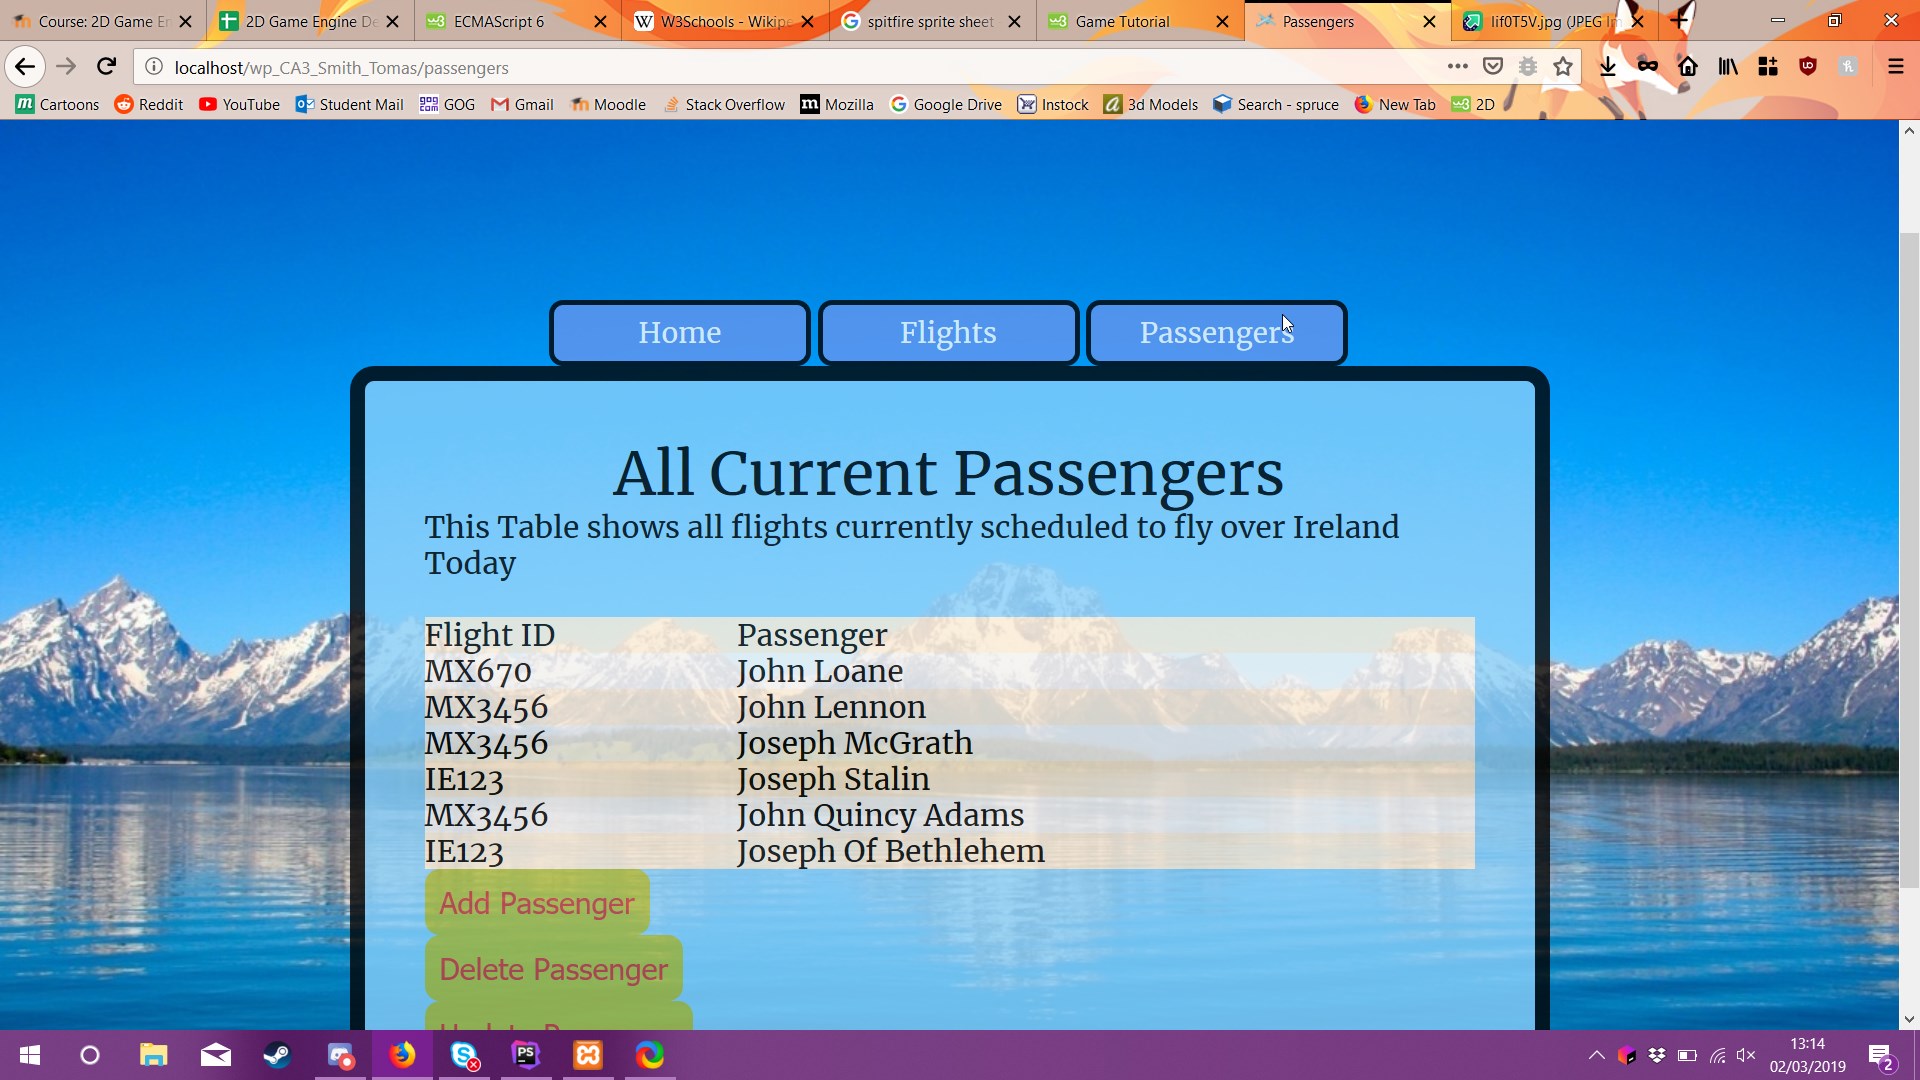 Course: 2D Game En
2D Game Engine De
ECMAScript 6
W3Schools - Wikipe
spitfire sprite sheet
Game Tutorial
Passengers
lif0T5V.jpg (JPEG Im
localhost/wp_CA3_Smith_Tomas/passengers
Cartoons
Reddit
YouTube
Student Mail
GOG
Gmail
Moodle
Stack Overflow
Mozilla
Google Drive
Instock
3d Models
Search - spruce
New Tab
2D
Home
Flights
Passengers
All Current Passengers
This Table shows all flights currently scheduled to fly over Ireland
Today
Flight ID Passenger
MX670 John Loane
MX3456 John Lennon
MX3456 Joseph McGrath
IE123 Joseph Stalin
MX3456 John Quincy Adams
IE123 Joseph Of Bethlehem
Add Passenger
Delete Passenger
13:14
02/03/2019
2